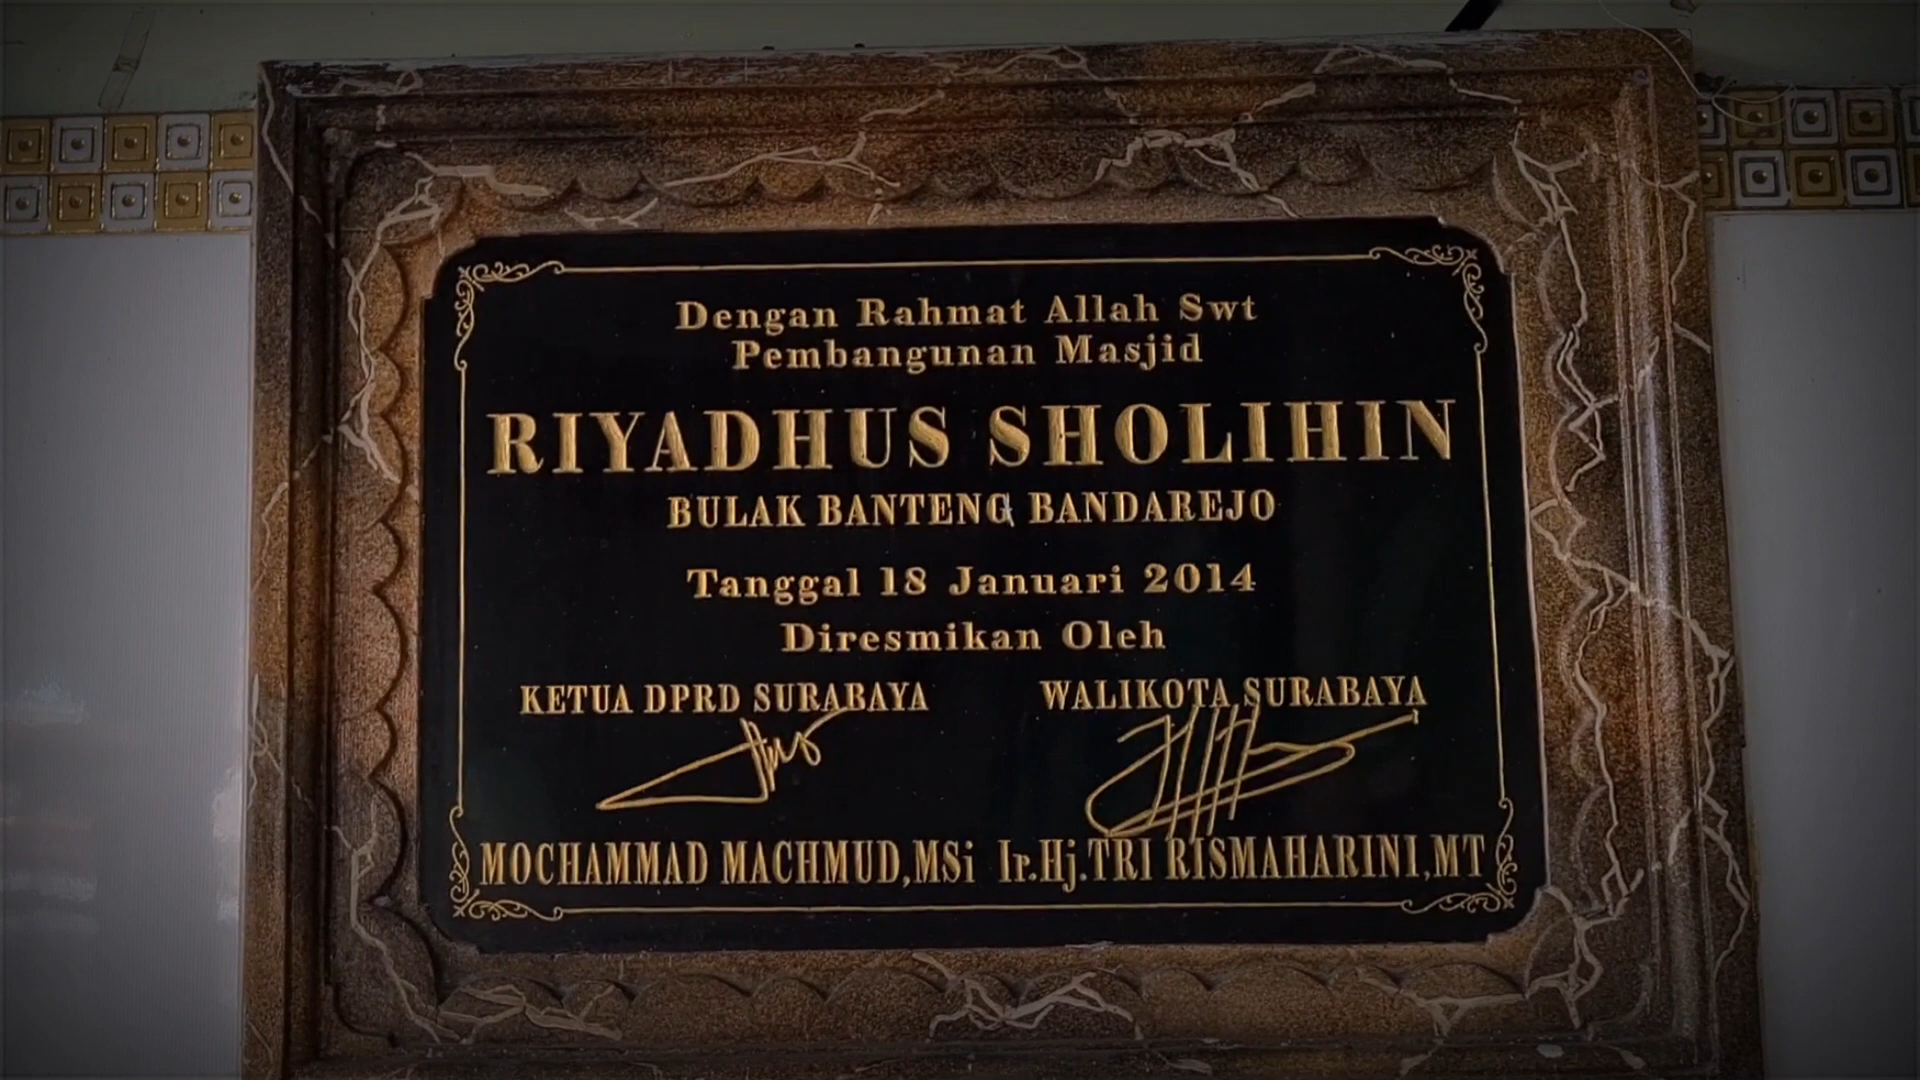 Dengan Rahmat Allah Swt
Pembangunan Masjid
RIYADHUS SHOLIHIN
BULAK BANTENG BANDAREJO
Tanggal 18 Januari 2014
Diresmikan Oleh
KETUA DPRD SURABAYA WALIKOTA SURABAYA
MOCHAMMAD MACHMUD,MSi Ir.Hj.TRI RISMAHARINI,MT